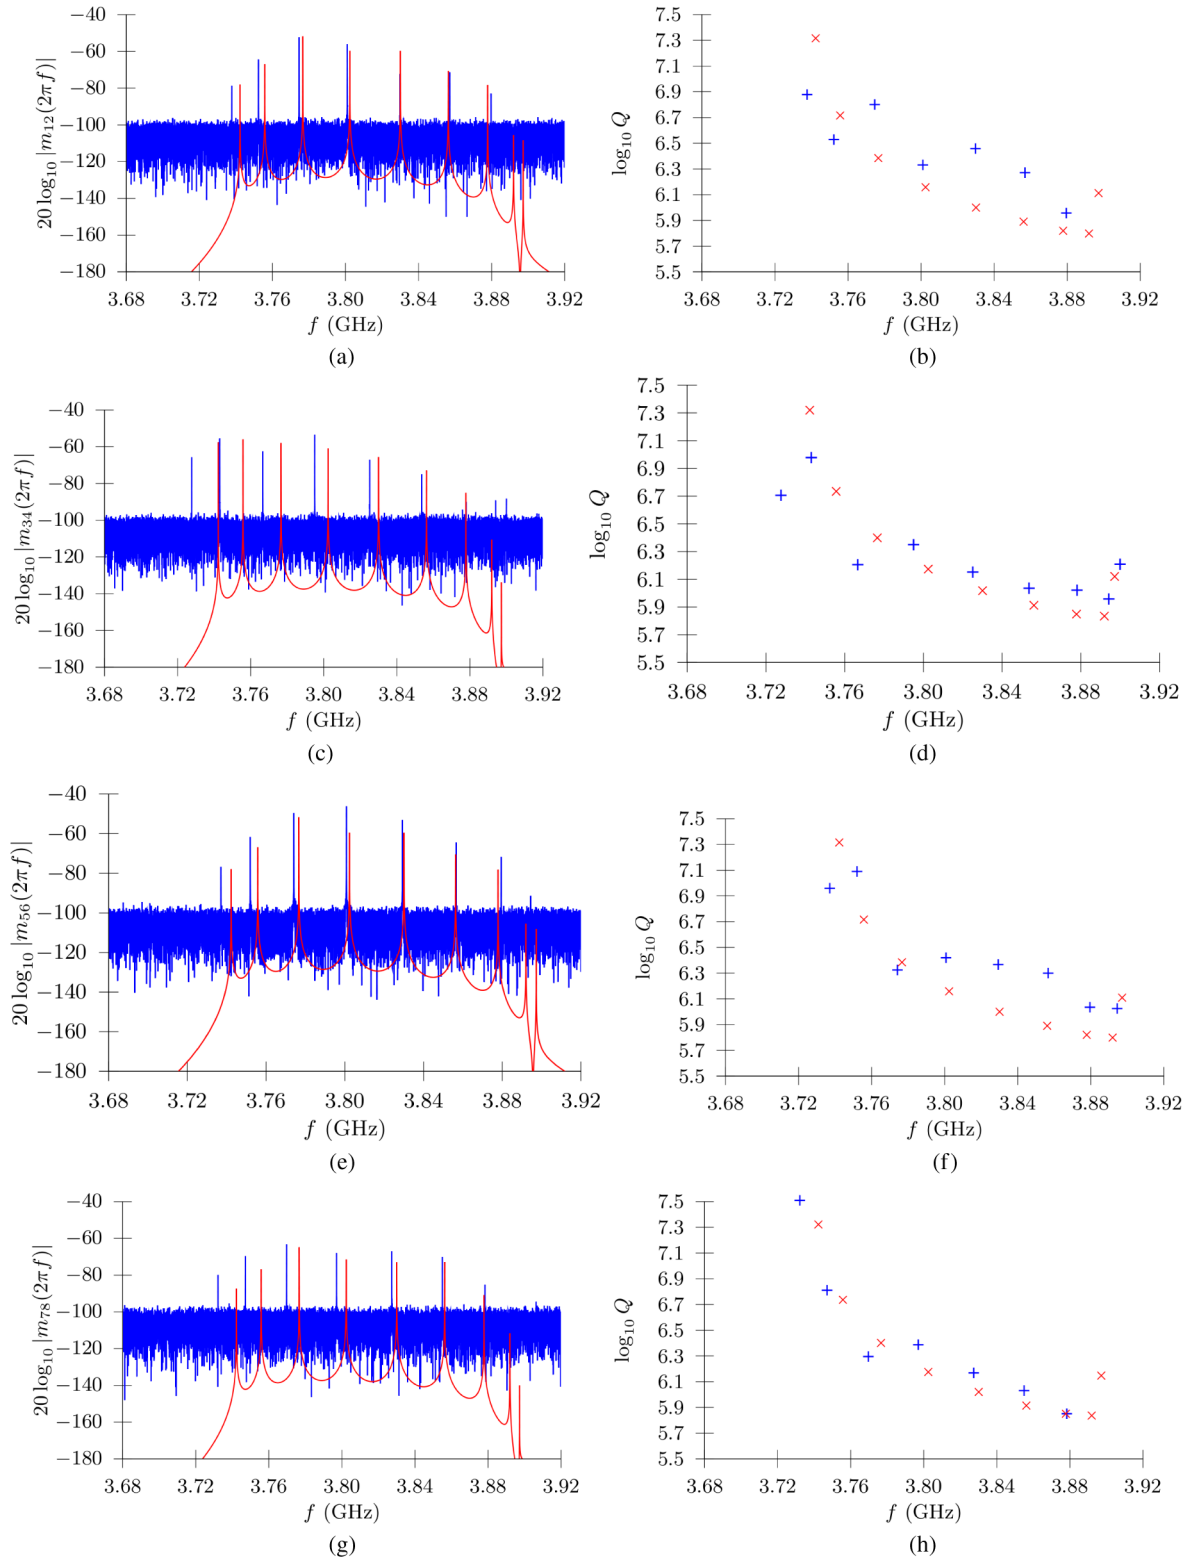 −40
−60
−80
−100
−120
−140
−160
−180
3.68 3.72 3.76 3.80 3.84 3.88 3.92
20 log₁₀ |m₁₂(2πf)|
f (GHz)
(a)
7.5
7.3
7.1
6.9
6.7
6.5
6.3
6.1
5.9
5.7
5.5
3.68 3.72 3.76 3.80 3.84 3.88 3.92
log₁₀ Q
f (GHz)
(b)
−40
−60
−80
−100
−120
−140
−160
−180
3.68 3.72 3.76 3.80 3.84 3.88 3.92
20 log₁₀ |m₃₄(2πf)|
f (GHz)
(c)
7.5
7.3
7.1
6.9
6.7
6.5
6.3
6.1
5.9
5.7
5.5
3.68 3.72 3.76 3.80 3.84 3.88 3.92
log₁₀ Q
f (GHz)
(d)
−40
−60
−80
−100
−120
−140
−160
−180
3.68 3.72 3.76 3.80 3.84 3.88 3.92
20 log₁₀ |m₅₆(2πf)|
f (GHz)
(e)
7.5
7.3
7.1
6.9
6.7
6.5
6.3
6.1
5.9
5.7
5.5
3.68 3.72 3.76 3.80 3.84 3.88 3.92
log₁₀ Q
f (GHz)
(f)
−40
−60
−80
−100
−120
−140
−160
−180
3.68 3.72 3.76 3.80 3.84 3.88 3.92
20 log₁₀ |m₇₈(2πf)|
f (GHz)
(g)
7.5
7.3
7.1
6.9
6.7
6.5
6.3
6.1
5.9
5.7
5.5
3.68 3.72 3.76 3.80 3.84 3.88 3.92
log₁₀ Q
f (GHz)
(h)